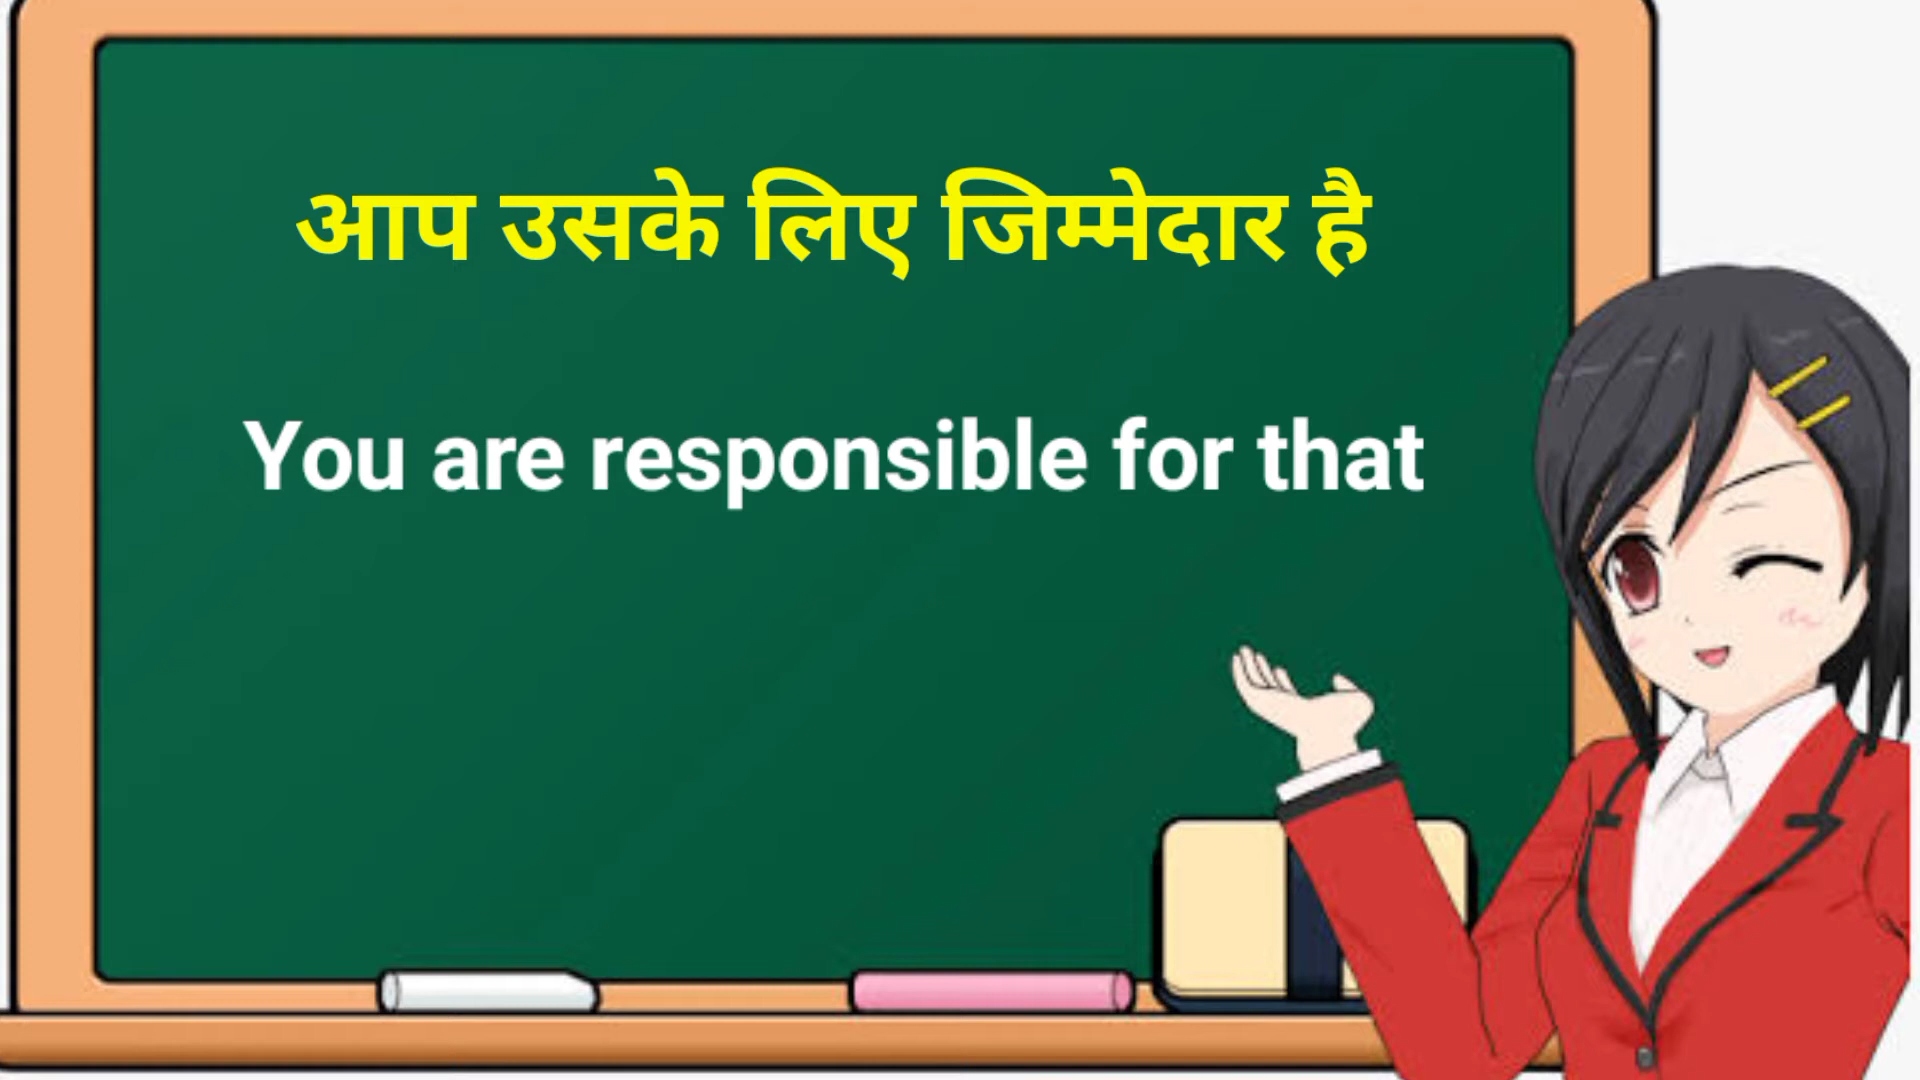 आप उसके लिए जिम्मेदार है
You are responsible for that